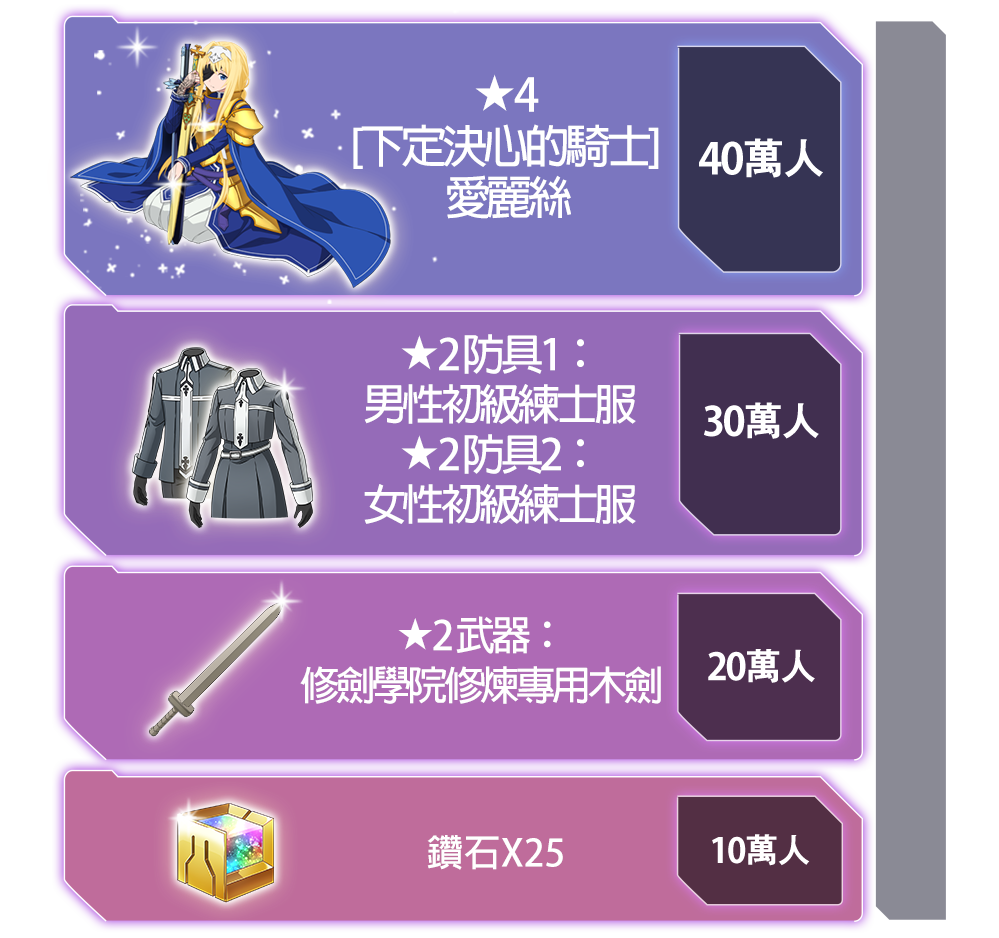 ★4
[下定決心的騎士]
愛麗絲
40萬人
★2防具1：
男性初級練士服
★2防具2：
女性初級練士服
30萬人
★2武器：
修劍學院修煉專用木劍
20萬人
鑽石X25
10萬人